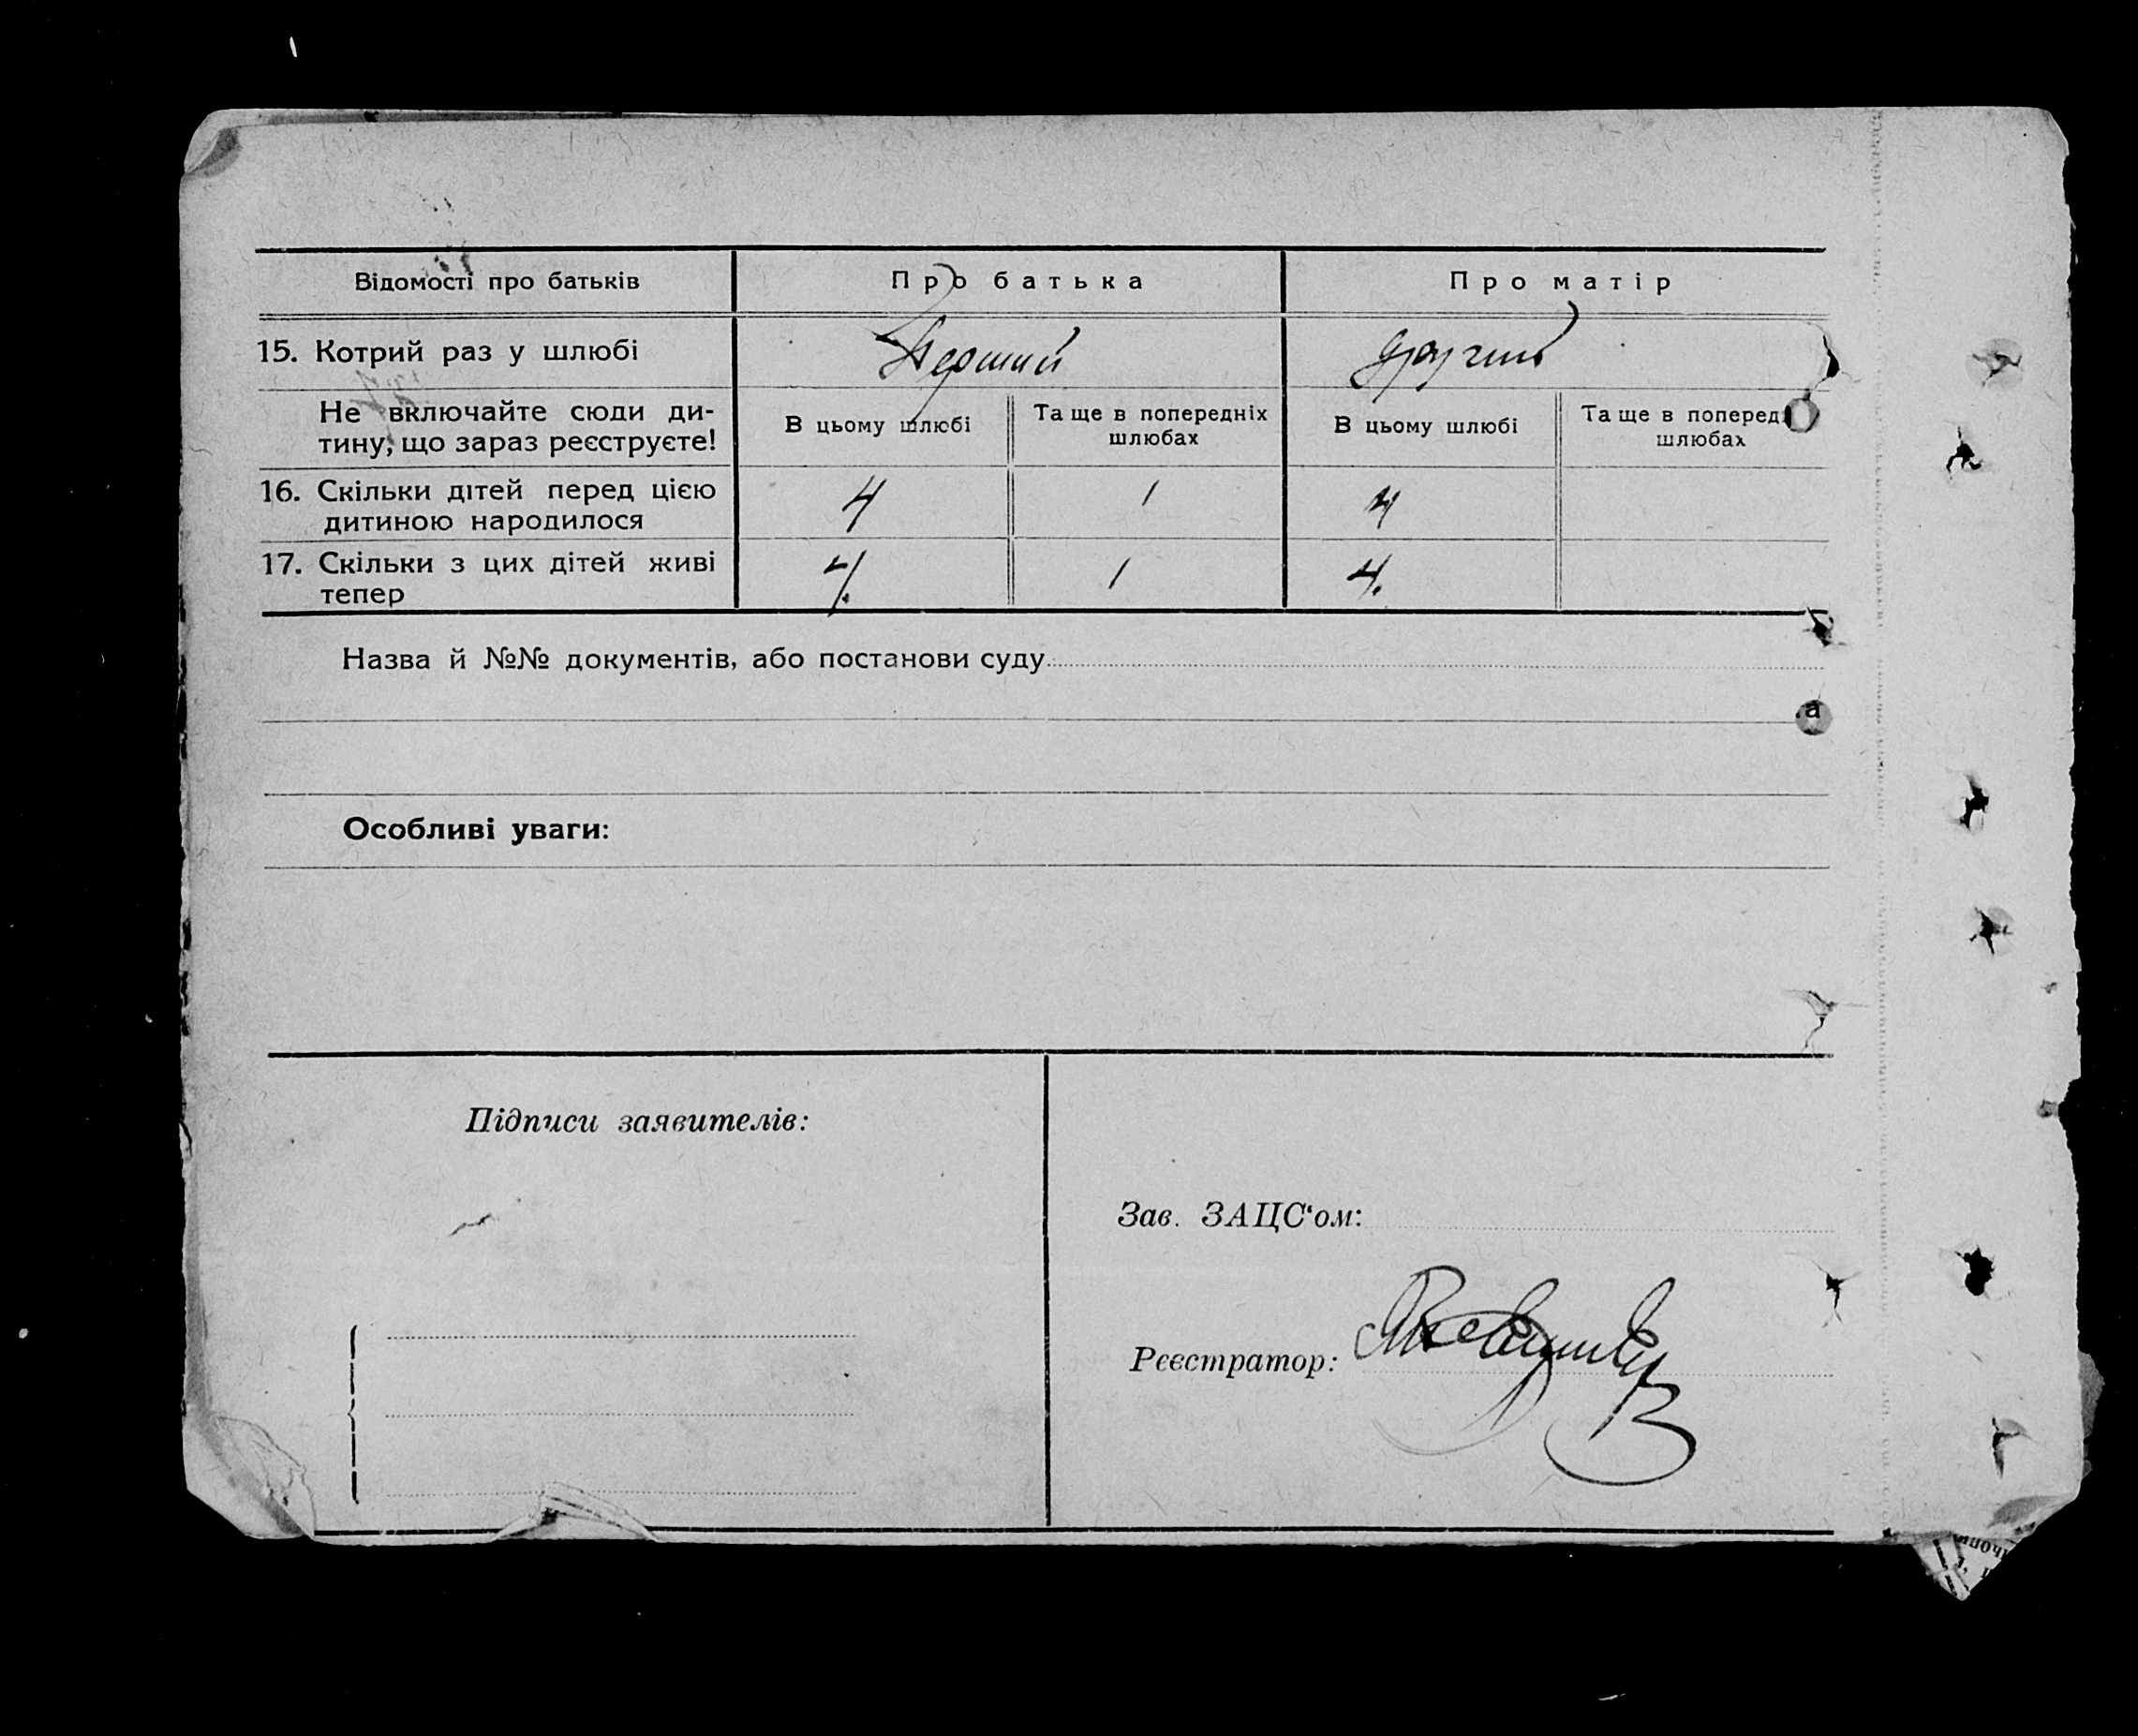 Відомості про батьків Про батька Про матір
15. Котрий раз у шлюбі Перший другий
Не включайте сюди ди-
тину, що зараз реєструєте!
В цьому шлюбі
Та ще в попередніх
шлюбах
В цьому шлюбі
Та ще в поперед
шлюбах
16. Скільки дітей перед цією
дитиною народилося
4 1 4
17. Скільки з цих дітей живі
тепер
4. 1 4.
Назва й №№ документів, або постанови суду
а
Особливі уваги:
Підписи заявителів:
Зав. ЗАЦС‘ом:
Реєстратор: